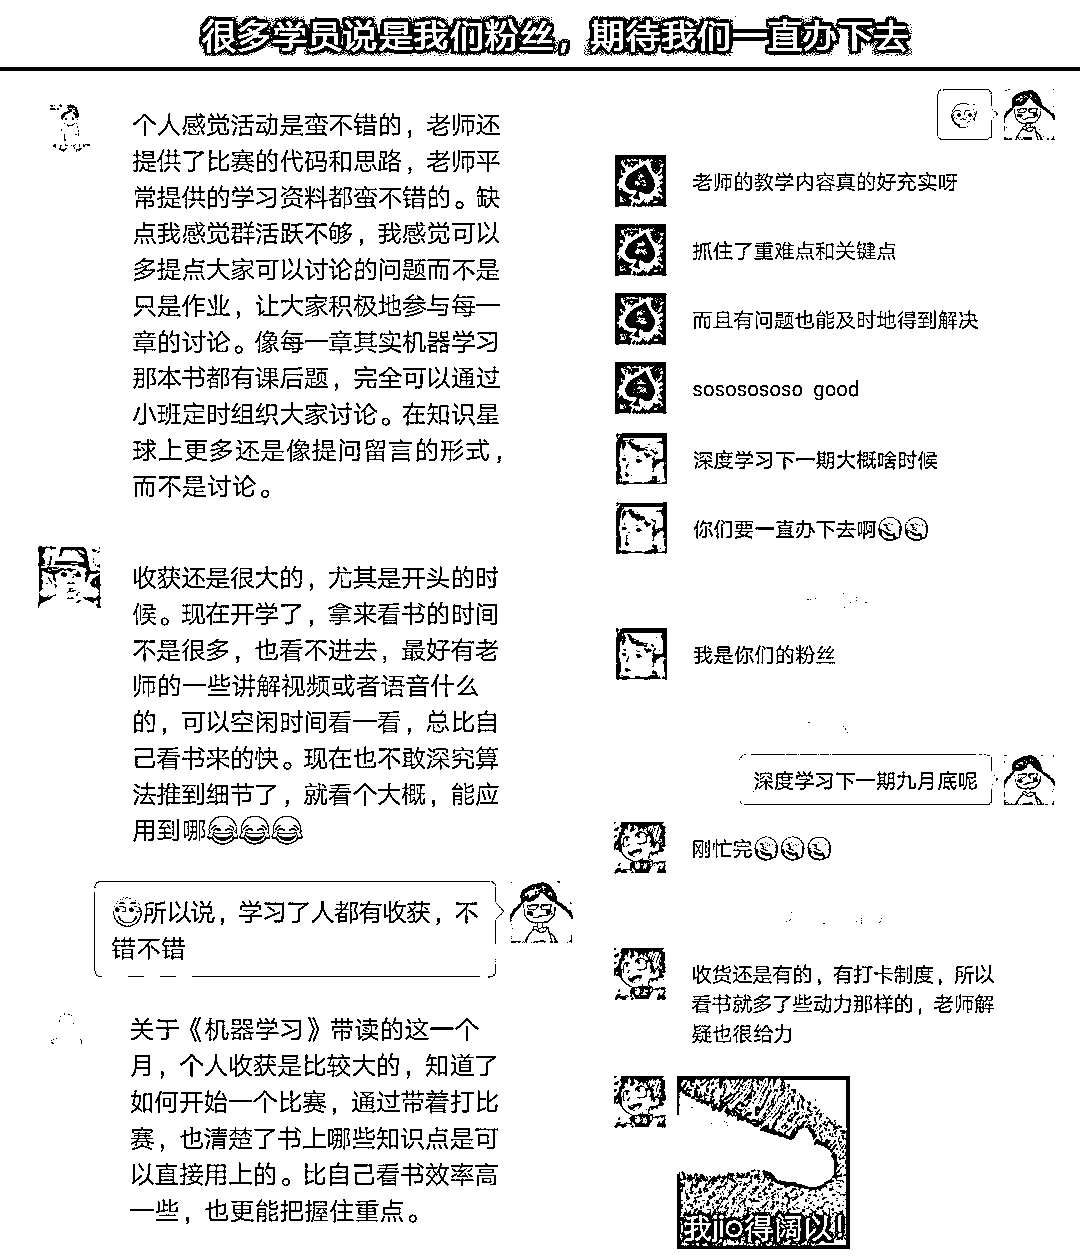 很多学员说是我们粉丝，期待我们一直办下去
个人感觉活动是蛮不错的，老师还
提供了比赛的代码和思路，老师平
常提供的学习资料都蛮不错的。缺
点我感觉群活跃不够，我感觉可以
多提点大家可以讨论的问题而不是
只是作业，让大家积极地参与每一
章的讨论。像每一章其实机器学习
那本书都有课后题，完全可以通过
小班定时组织大家讨论。在知识星
球上更多还是像提问留言的形式，
而不是讨论。
收获还是很大的，尤其是开头的时
候。现在开学了，拿来看书的时间
不是很多，也看不进去，最好有老
师的一些讲解视频或者语音什么
的，可以空闲时间看一看，总比自
己看书来的快。现在也不敢深究算
法推到细节了，就看个大概，能应
用到哪😂😂😂
所以说，学习了人都有收获，不
错不错
关于《机器学习》带读的这一个
月，个人收获是比较大的，知道了
如何开始一个比赛，通过带着打比
赛，也清楚了书上哪些知识点是可
以直接用上的。比自己看书效率高
一些，也更能把握住重点。
老师的教学内容真的好充实呀
抓住了重难点和关键点
而且有问题也能及时地得到解决
sososososo good
深度学习下一期大概啥时候
你们要一直办下去啊
我是你们的粉丝
深度学习下一期九月底呢
刚忙完
收货还是有的，有打卡制度，所以
看书就多了些动力那样的，老师解
疑也很给力
我jio得阔以！